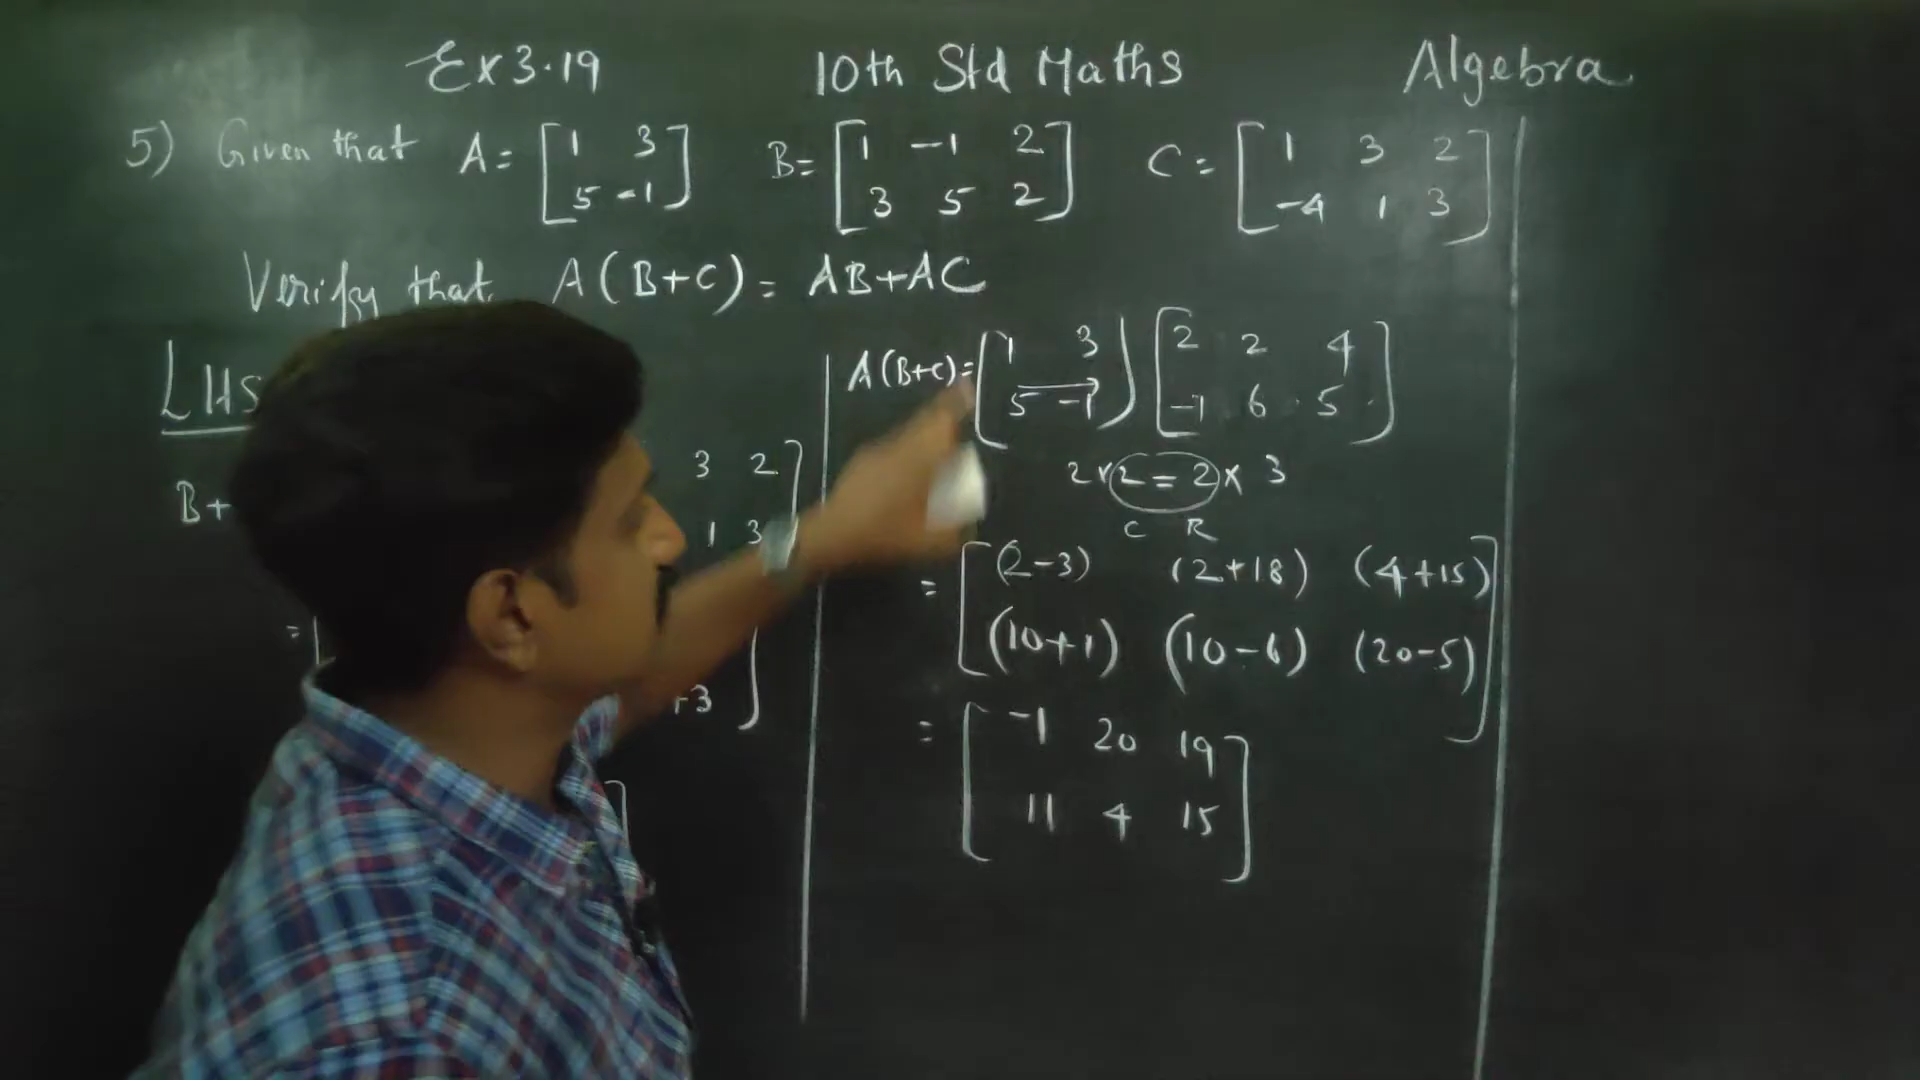 Ex 3.19 10th Std Maths Algebra
5) Given that A = [1 3 B = [1 -1 2] C = [1 3 2]
5 -1] 3 5 2] -4 1 3]
Verify that A(B+C) = AB+AC
LHS
A(B+C) = [1 3] [2 2 4]
5 -1] -1 6 5]
B+
3 2]
1 3
2 x 2 = 2 x 3
C R
= [(2-3) (2+18) (4+15)
(10+1) (10-6) (20-5)]
= [
+3]
= [-1 20 19
11 4 15]